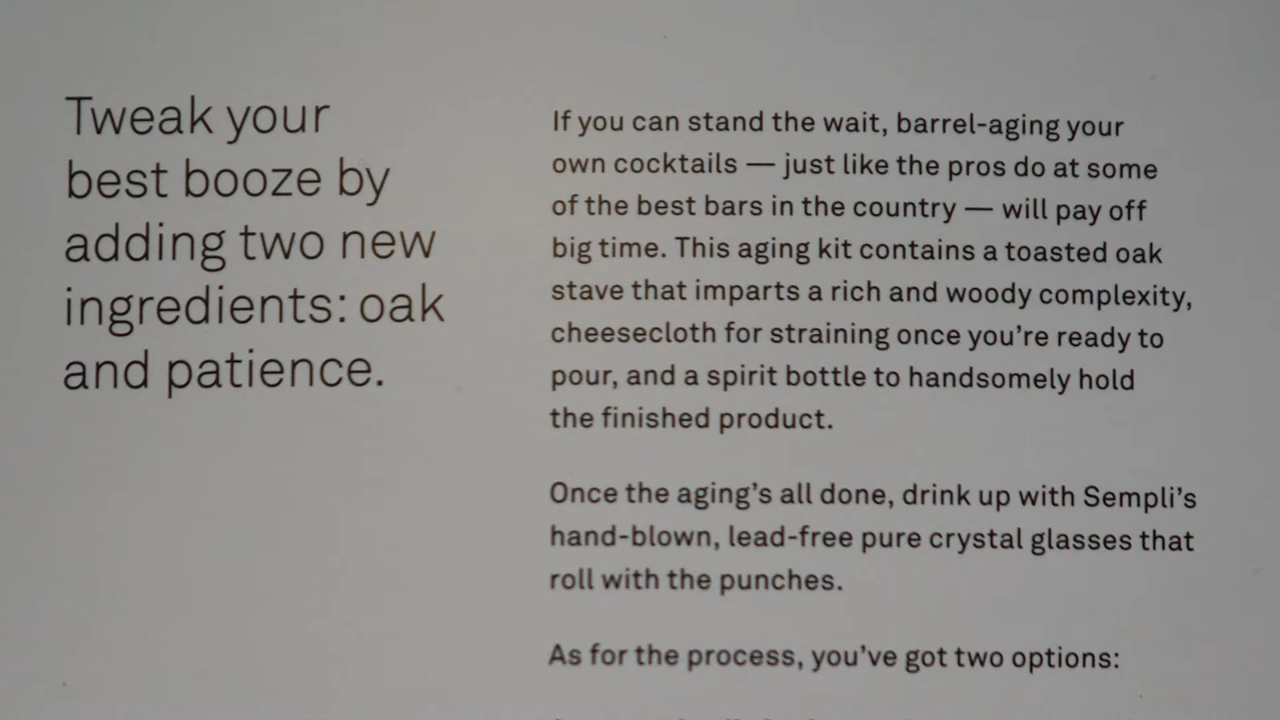 Tweak your
best booze by
adding two new
ingredients: oak
and patience.
If you can stand the wait, barrel-aging your
own cocktails — just like the pros do at some
of the best bars in the country — will pay off
big time. This aging kit contains a toasted oak
stave that imparts a rich and woody complexity,
cheesecloth for straining once you're ready to
pour, and a spirit bottle to handsomely hold
the finished product.
Once the aging's all done, drink up with Sempli's
hand-blown, lead-free pure crystal glasses that
roll with the punches.
As for the process, you've got two options: